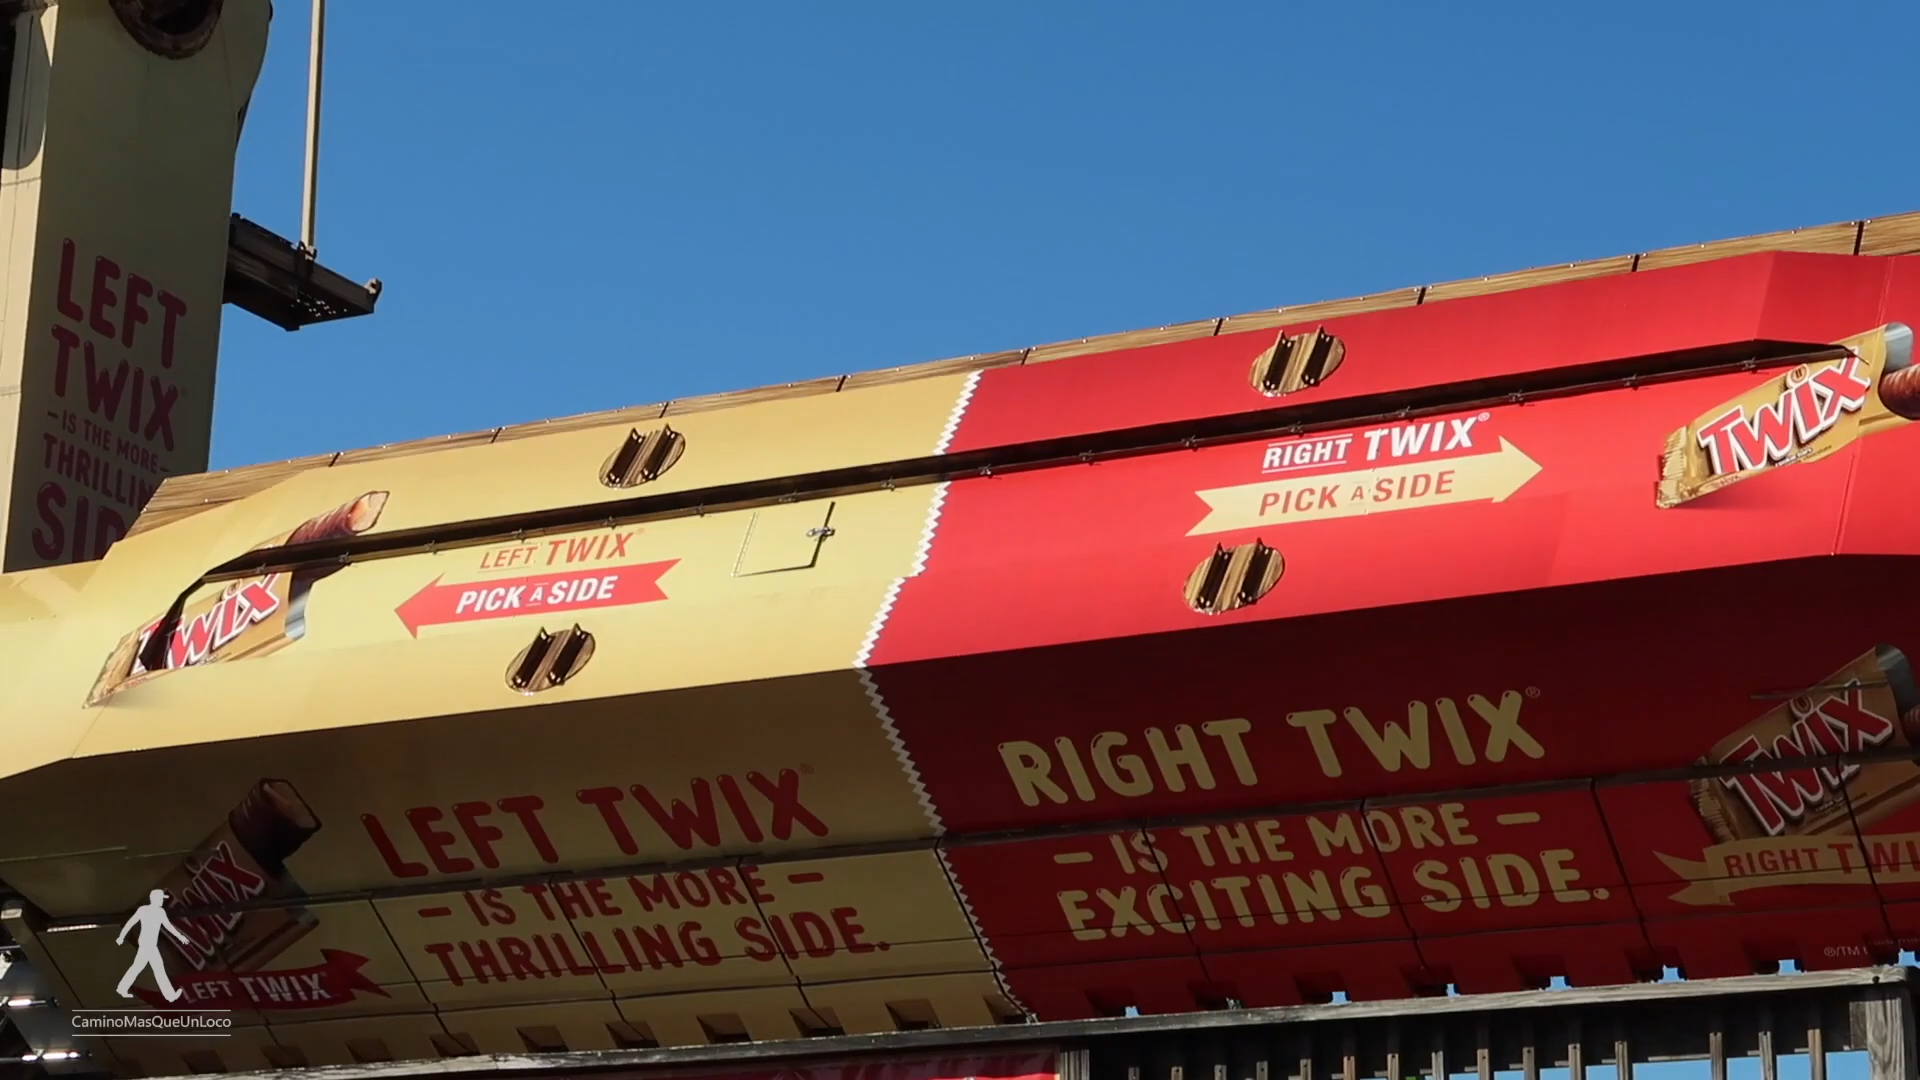 LEFT
TWIX
- IS THE MORE -
THRILLIN
SID
LEFT TWIX
PICK A SIDE
RIGHT TWIX®
PICK A SIDE
TWIX
TWIX
LEFT TWIX®
- IS THE MORE -
THRILLING SIDE.
RIGHT TWIX®
- IS THE MORE -
EXCITING SIDE.
TWIX
LEFT TWIX
TWIX
RIGHT TWI
®/TM
CaminoMasQueUnLoco